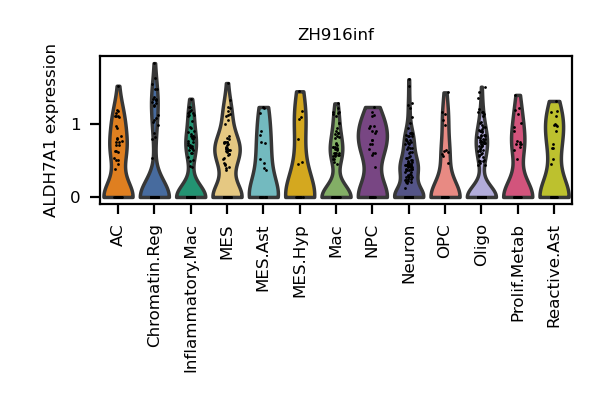 ZH916inf
ALDH7A1 expression
1
0
AC
Chromatin.Reg
Inflammatory.Mac
MES
MES.Ast
MES.Hyp
Mac
NPC
Neuron
OPC
Oligo
Prolif.Metab
Reactive.Ast